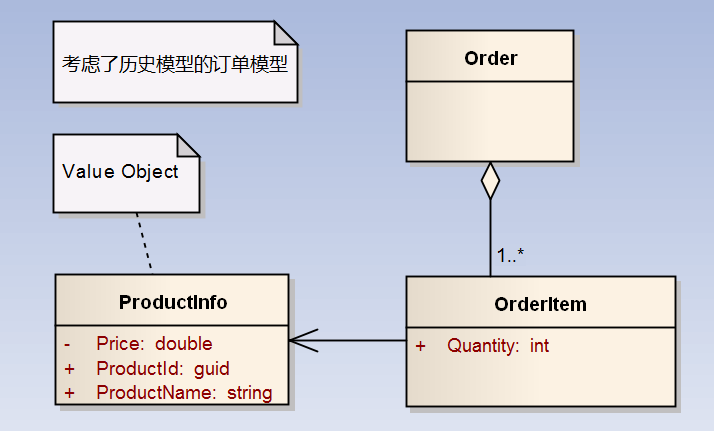 考虑了历史模型的订单模型
Order
Value Object
1..*
ProductInfo
- Price: double
+ ProductId: guid
+ ProductName: string
OrderItem
+ Quantity: int